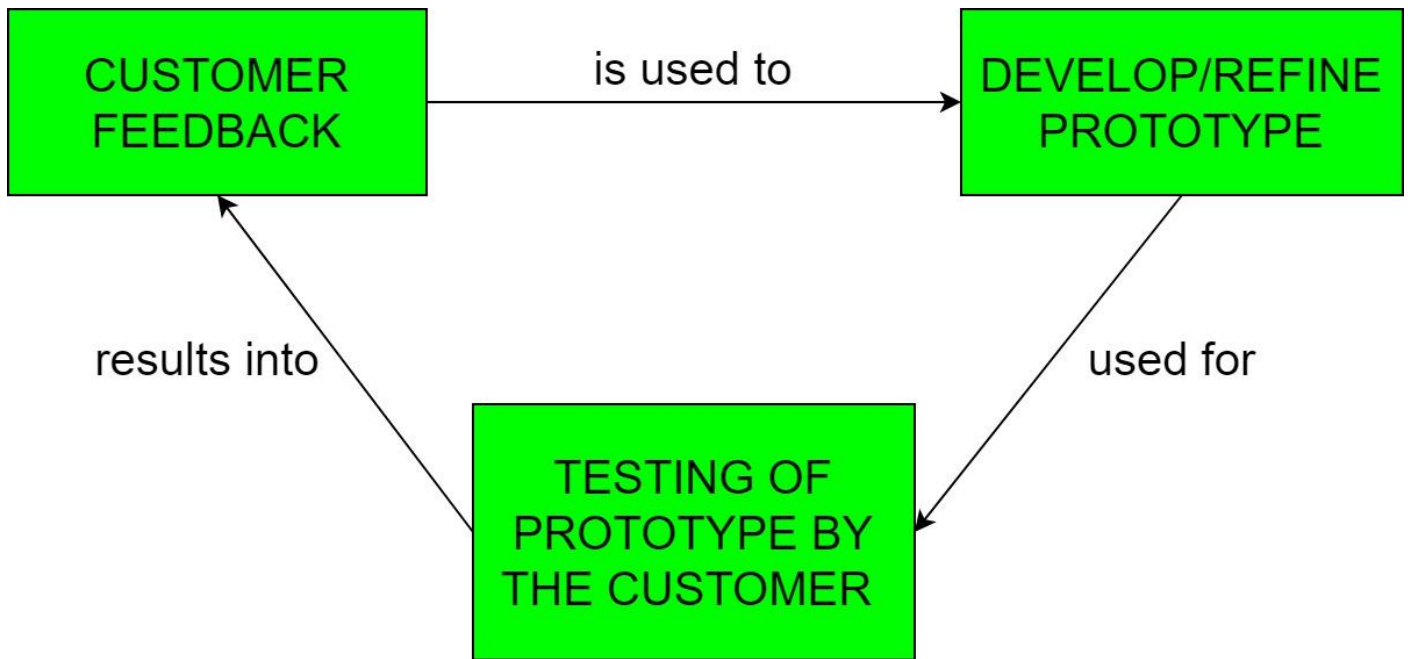 CUSTOMER
FEEDBACK
is used to
DEVELOP/REFINE
PROTOTYPE
results into
used for
TESTING OF
PROTOTYPE BY
THE CUSTOMER